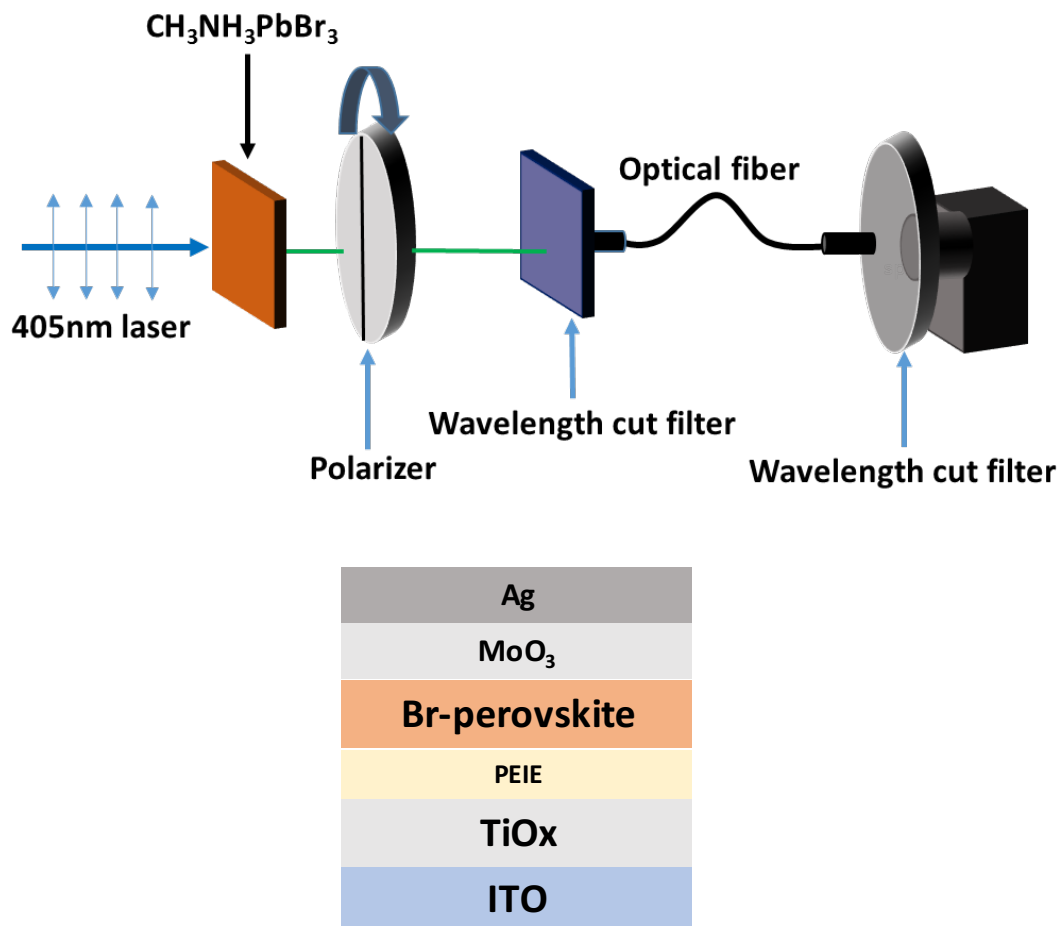 CH₃NH₃PbBr₃
Optical fiber
405nm laser
Wavelength cut filter
Polarizer
Wavelength cut filter
Ag
MoO₃
Br-perovskite
PEIE
TiOx
ITO